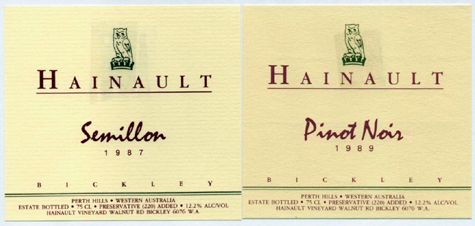 HAINAULT
Semillon
1987
BICKLEY
PERTH HILLS • WESTERN AUSTRALIA
ESTATE BOTTLED • 75 CL • PRESERVATIVE (220) ADDED • 12.2% ALC/VOL
HAINAULT VINEYARD WALNUT RD BICKLEY 6076 W.A.
HAINAULT
Pinot Noir
1989
BICKLEY
PERTH HILLS • WESTERN AUSTRALIA
ESTATE BOTTLED • 75 CL • PRESERVATIVE (220) ADDED • 12.2% ALC/VOL
HAINAULT VINEYARD WALNUT RD BICKLEY 6076 W.A.